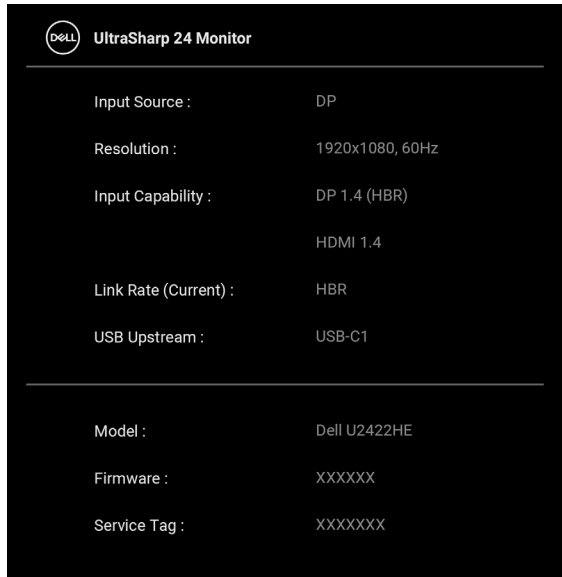 DELL UltraSharp 24 Monitor
Input Source : DP
Resolution : 1920x1080, 60Hz
Input Capability : DP 1.4 (HBR)
HDMI 1.4
Link Rate (Current) : HBR
USB Upstream : USB-C1
Model : Dell U2422HE
Firmware : XXXXXX
Service Tag : XXXXXXX